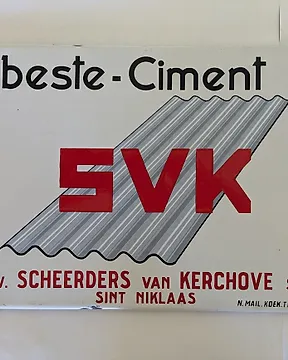 beste-Ciment
SVK
V. SCHEERDERS VAN KERCHOVE
SINT NIKLAAS
N. MAIL. KOEK. T